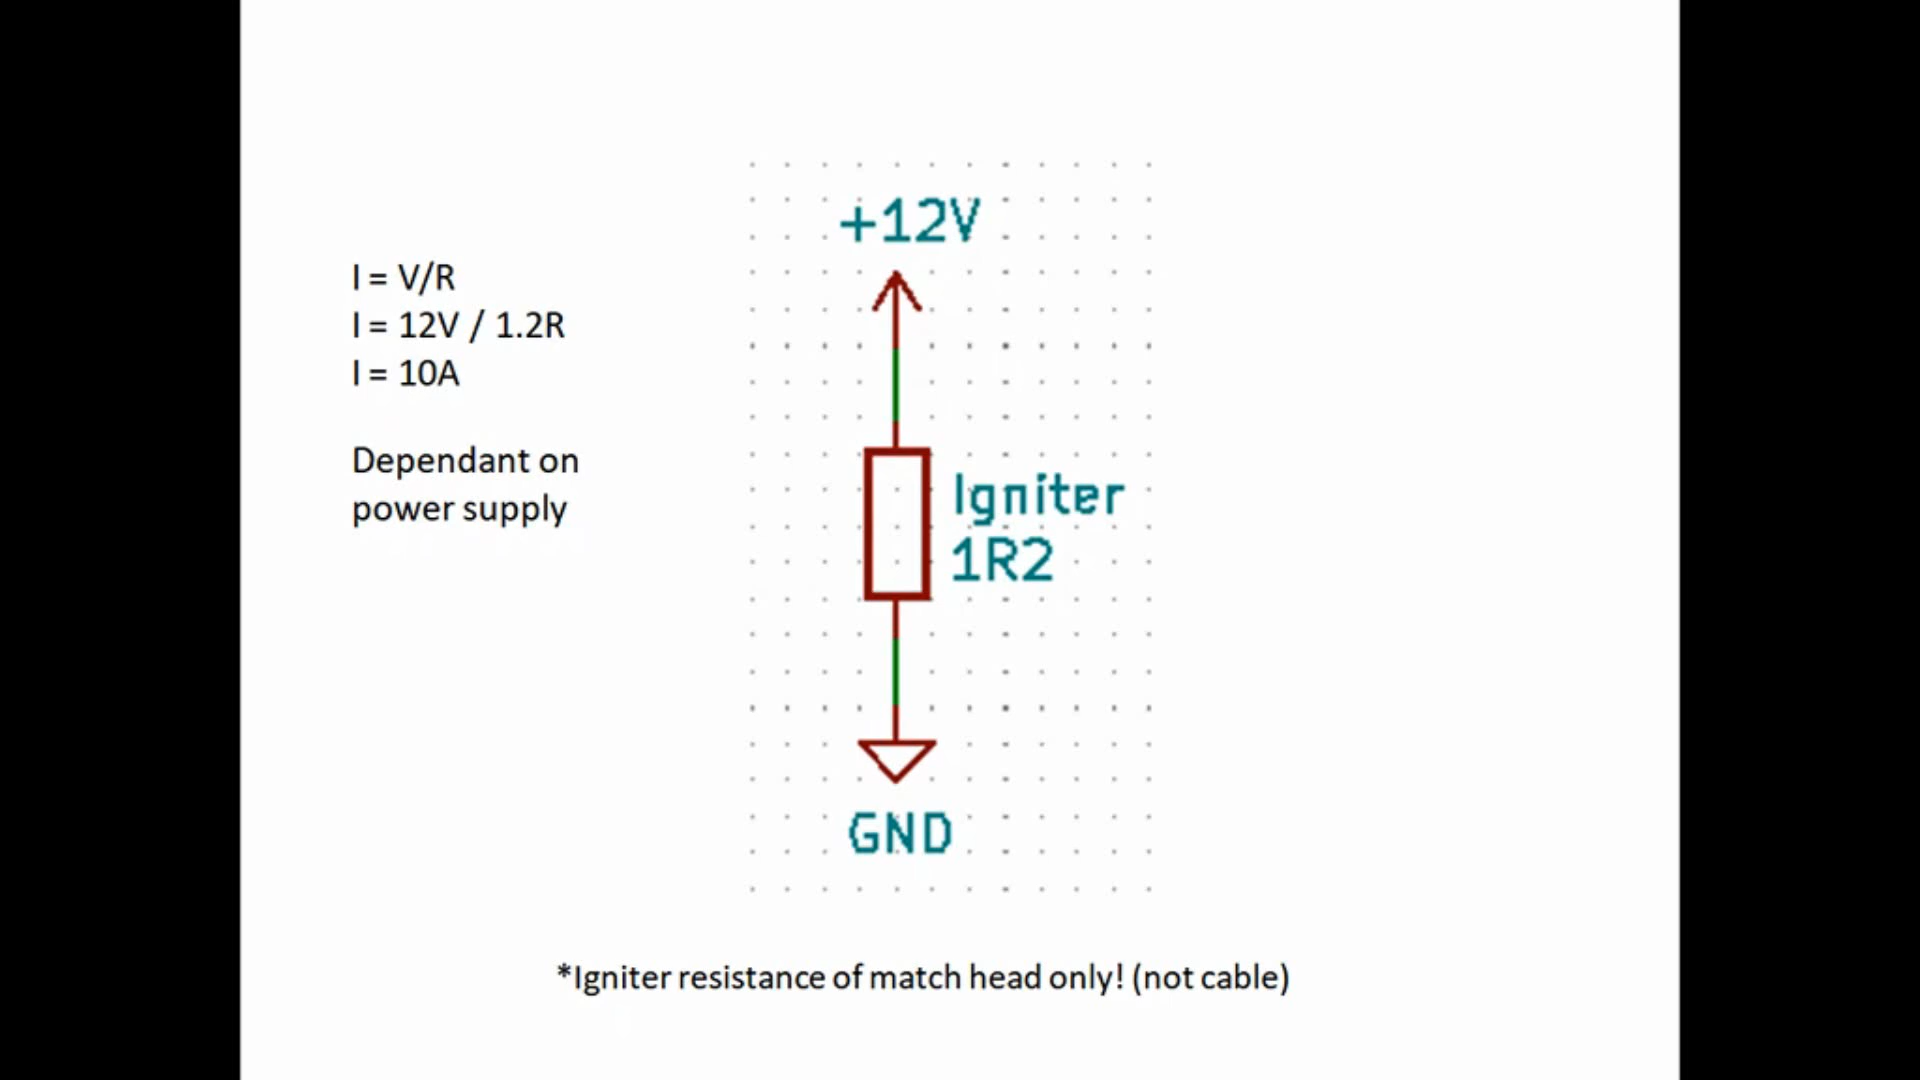 +12V
I = V/R
I = 12V / 1.2R
I = 10A
Dependant on
power supply
Igniter
1R2
GND
*Igniter resistance of match head only! (not cable)